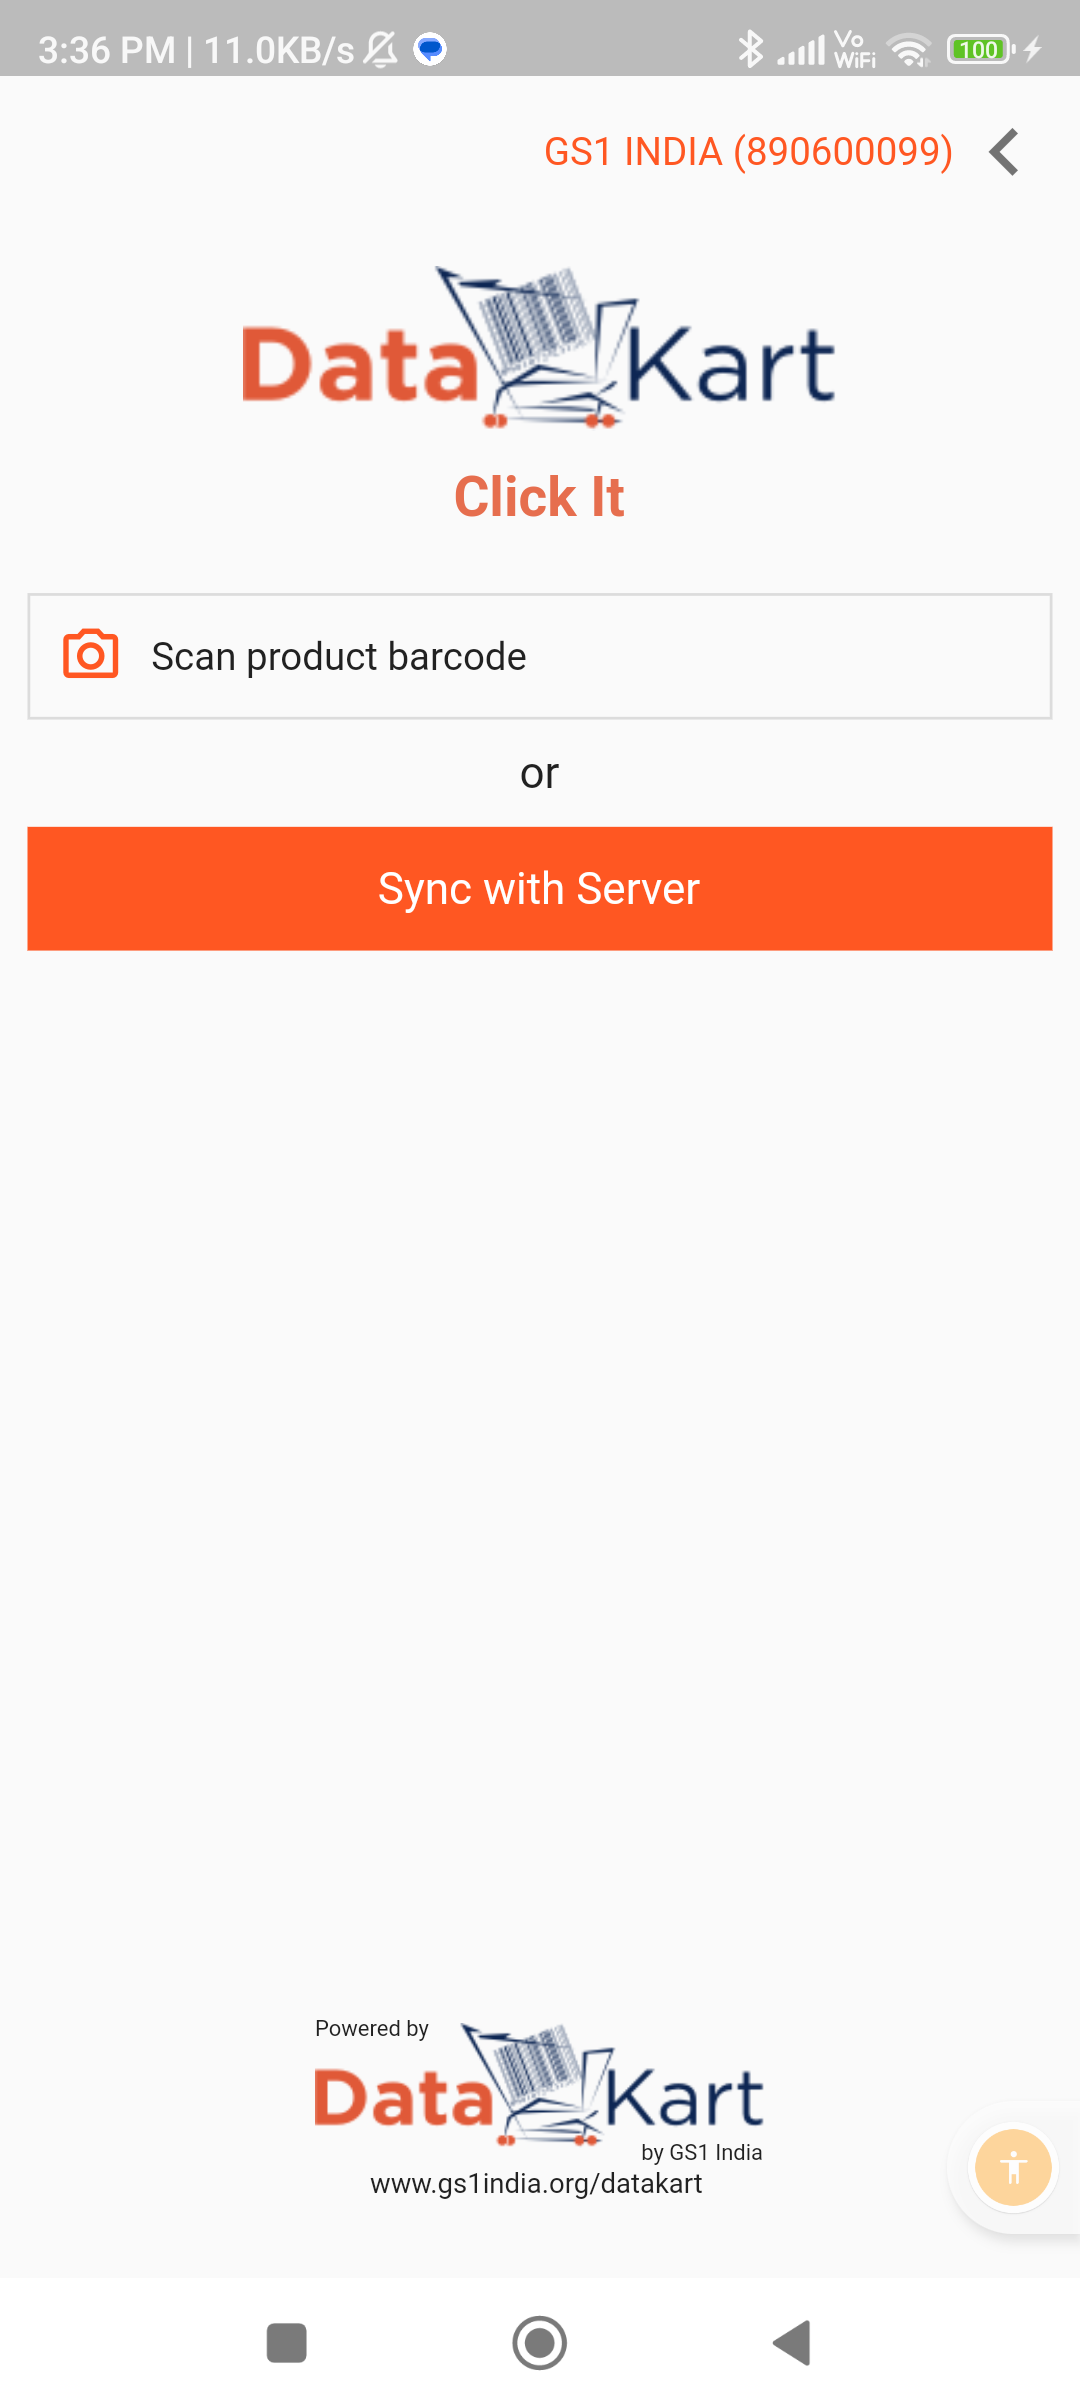 3:36 PM | 11.0KB/s
Vo
WiFi
100
GS1 INDIA (890600099)
Data Kart
Click It
Scan product barcode
or
Sync with Server
Powered by
Data Kart
by GS1 India
www.gs1india.org/datakart